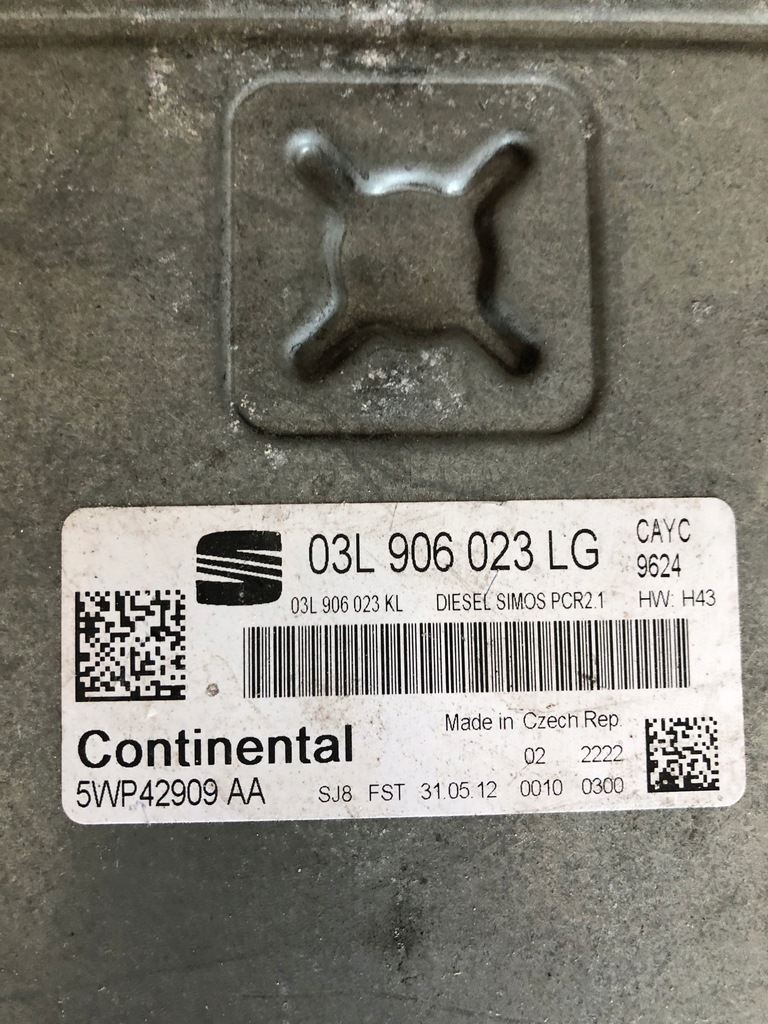 03L 906 023 LG
CAYC
9624
03L 906 023 KL DIESEL SIMOS PCR2.1 HW: H43
Made in Czech Rep.
Continental
02 2222
5WP42909 AA SJ8 FST 31.05.12 0010 0300